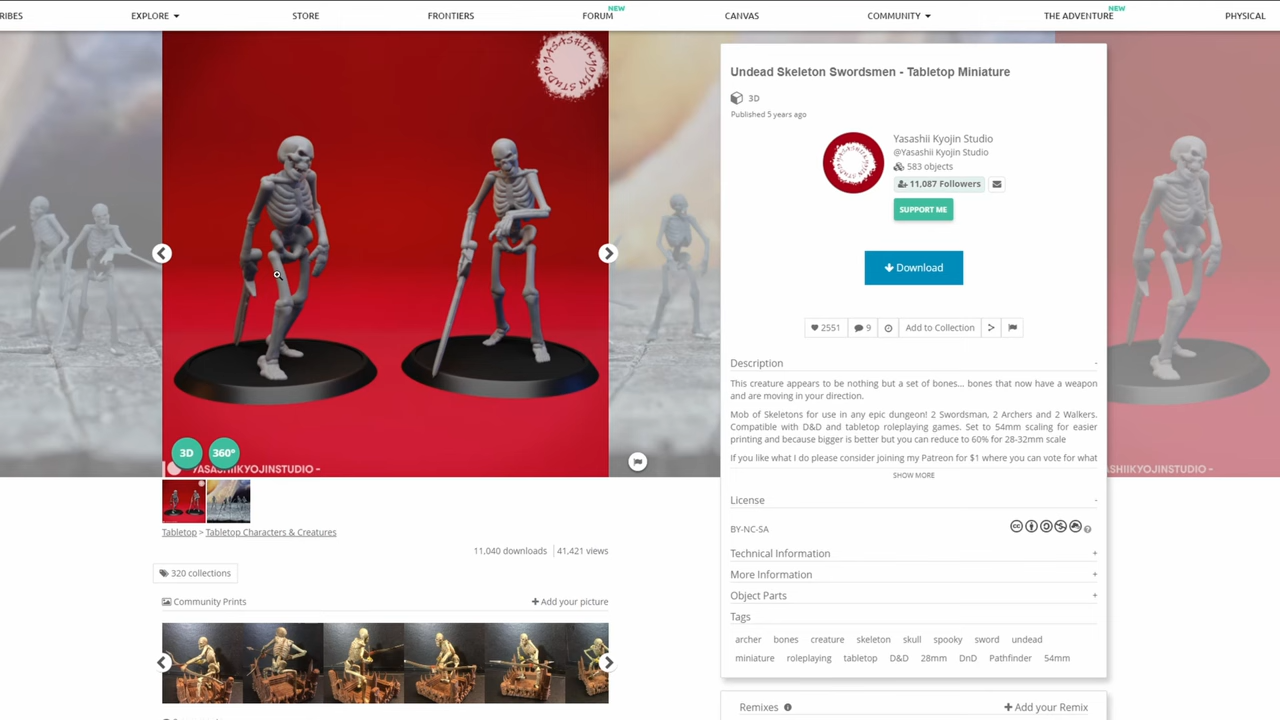 RIBES
EXPLORE
STORE
FRONTIERS
FORUM
NEW
CANVAS
COMMUNITY
THE ADVENTURE
NEW
PHYSICAL
YASASHIIKYOJIN STUDIO
3D
360°
YASASHIIKYOJINSTUDIO -
SHIIKYOJINSTUDIO -
Tabletop > Tabletop Characters & Creatures
11,040 downloads
41,421 views
320 collections
Community Prints
Add your picture
Undead Skeleton Swordsmen - Tabletop Miniature
3D
Published 5 years ago
Yasashii Kyojin Studio
@Yasashii Kyojin Studio
583 objects
11,087 Followers
SUPPORT ME
Download
2551
9
Add to Collection
Description
-
This creature appears to be nothing but a set of bones... bones that now have a weapon
and are moving in your direction.
Mob of Skeletons for use in any epic dungeon! 2 Swordsman, 2 Archers and 2 Walkers.
Compatible with D&D and tabletop roleplaying games. Set to 54mm scaling for easier
printing and because bigger is better but you can reduce to 60% for 28-32mm scale
If you like what I do please consider joining my Patreon for $1 where you can vote for what
SHOW MORE
License
-
BY-NC-SA
Technical Information
+
More Information
+
Object Parts
+
Tags
archer bones creature skeleton skull spooky sword undead
miniature roleplaying tabletop D&D 28mm DnD Pathfinder 54mm
Remixes
Add your Remix